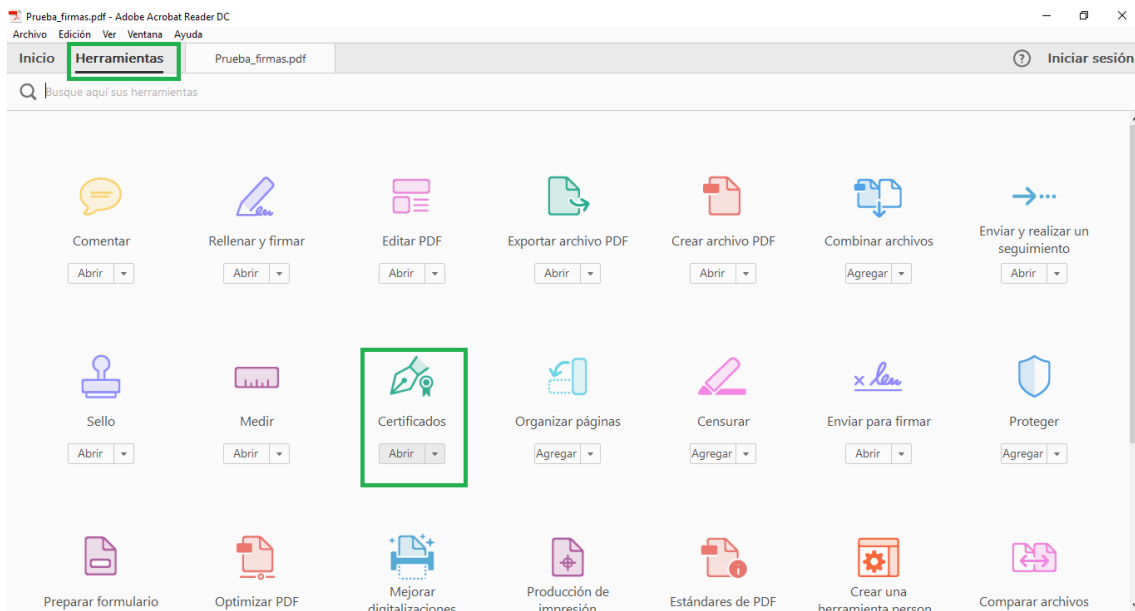 Prueba_firmas.pdf - Adobe Acrobat Reader DC
Archivo Edición Ver Ventana Ayuda
Inicio Herramientas Prueba_firmas.pdf ? Iniciar sesión
Busque aquí sus herramientas
Comentar Rellenar y firmar Editar PDF Exportar archivo PDF Crear archivo PDF Combinar archivos Enviar y realizar un seguimiento
Abrir Abrir Abrir Abrir Abrir Agregar Abrir
Sello Medir Certificados Organizar páginas Censurar Enviar para firmar Proteger
Abrir Abrir Abrir Agregar Agregar Abrir Agregar
Preparar formulario Optimizar PDF Mejorar digitalizaciones Producción de impresión Estándares de PDF Crear una herramienta person Comparar archivos